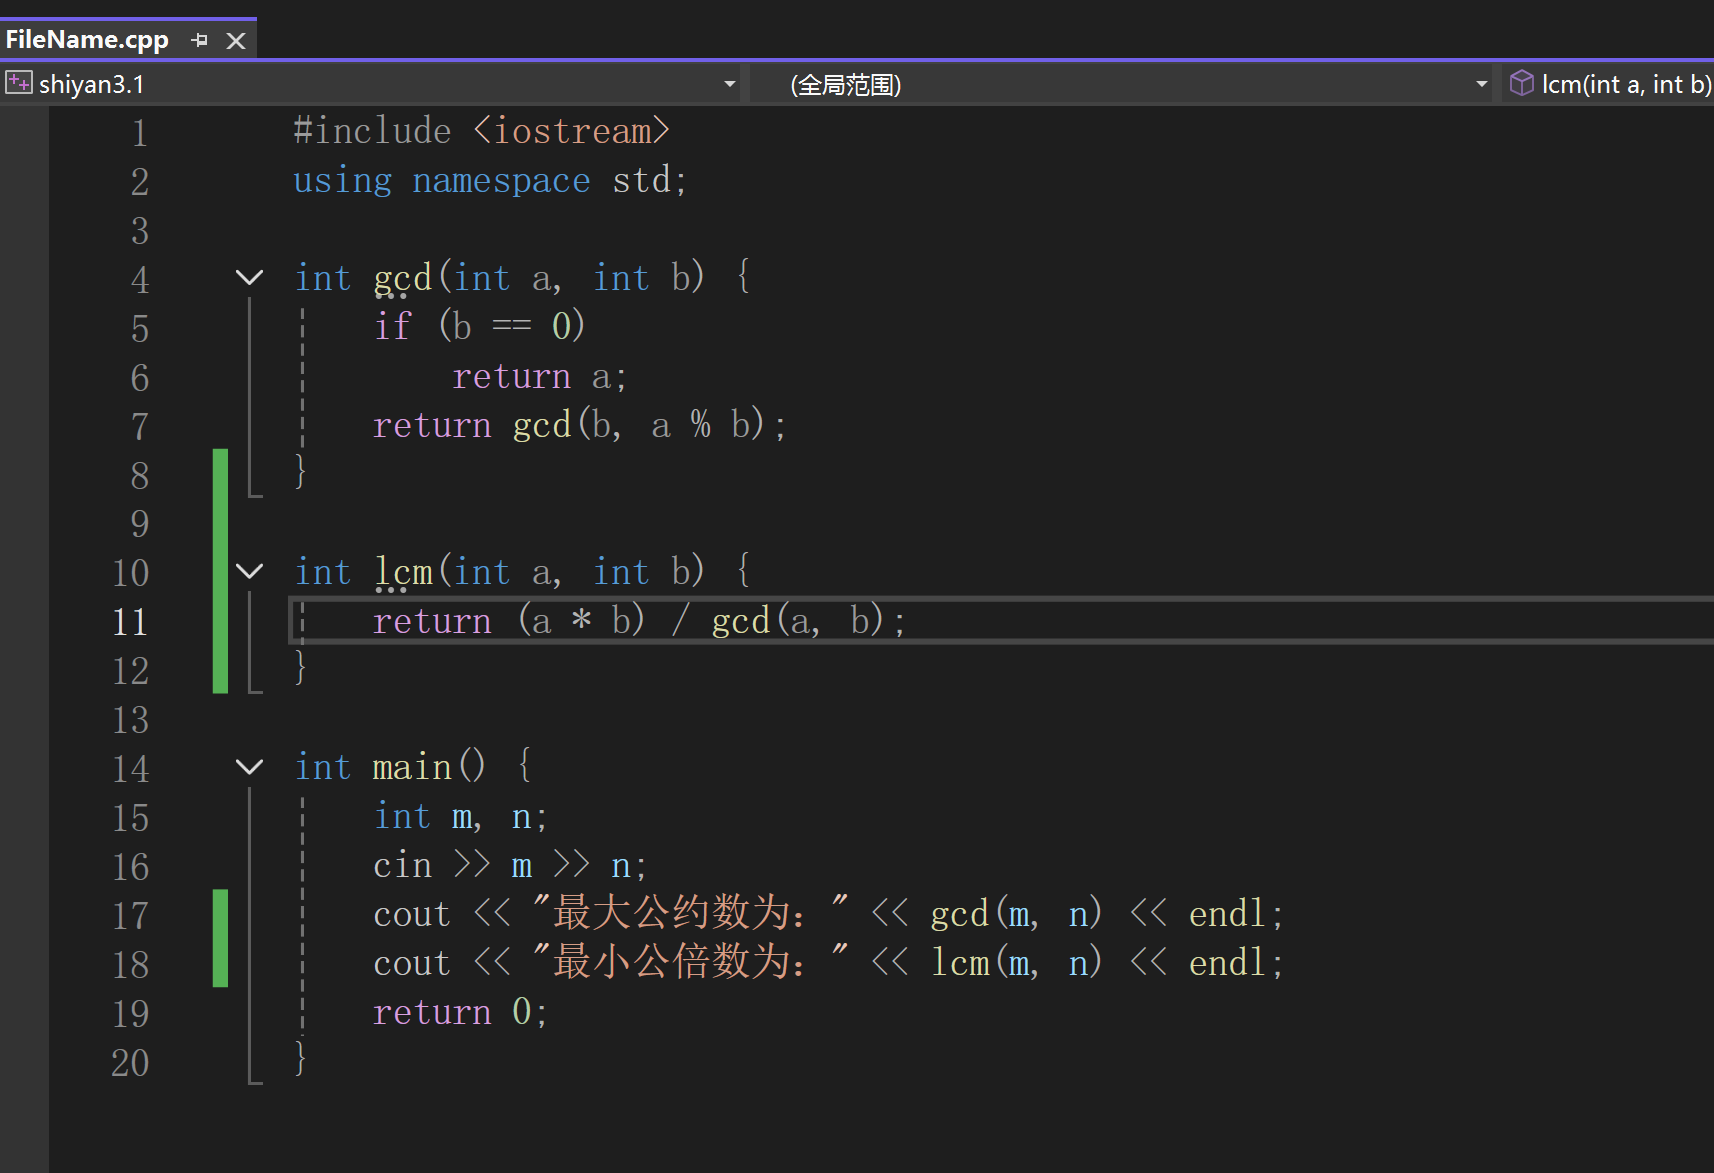 FileName.cpp
shiyan3.1 (全局范围) lcm(int a, int b)
1 #include <iostream>
2 using namespace std;
3
4 int gcd(int a, int b) {
5 if (b == 0)
6 return a;
7 return gcd(b, a % b);
8 }
9
10 int lcm(int a, int b) {
11 return (a * b) / gcd(a, b);
12 }
13
14 int main() {
15 int m, n;
16 cin >> m >> n;
17 cout << "最大公约数为：" << gcd(m, n) << endl;
18 cout << "最小公倍数为：" << lcm(m, n) << endl;
19 return 0;
20 }